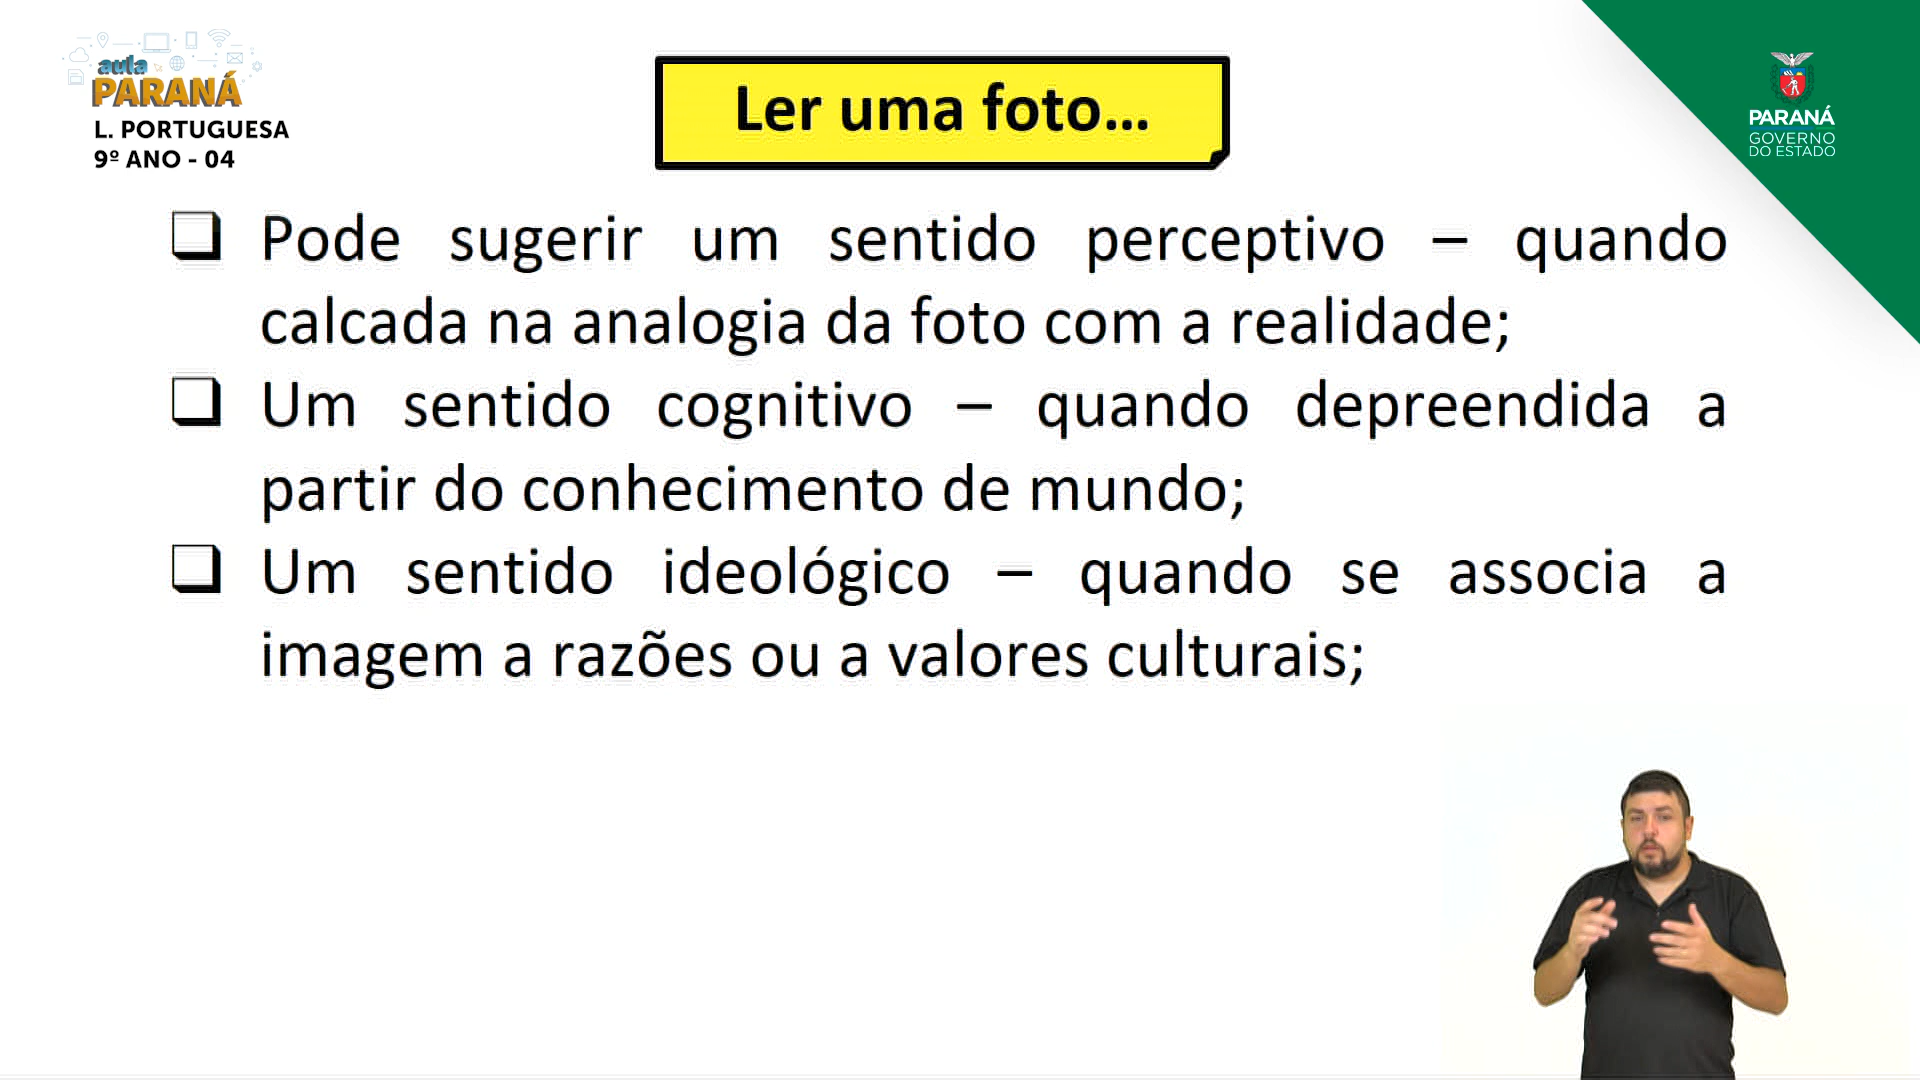 aula
PARANÁ
L. PORTUGUESA
9º ANO - 04
Ler uma foto...
PARANÁ
GOVERNO
DO ESTADO
❑ Pode sugerir um sentido perceptivo – quando
calcada na analogia da foto com a realidade;
❑ Um sentido cognitivo – quando depreendida a
partir do conhecimento de mundo;
❑ Um sentido ideológico – quando se associa a
imagem a razões ou a valores culturais;